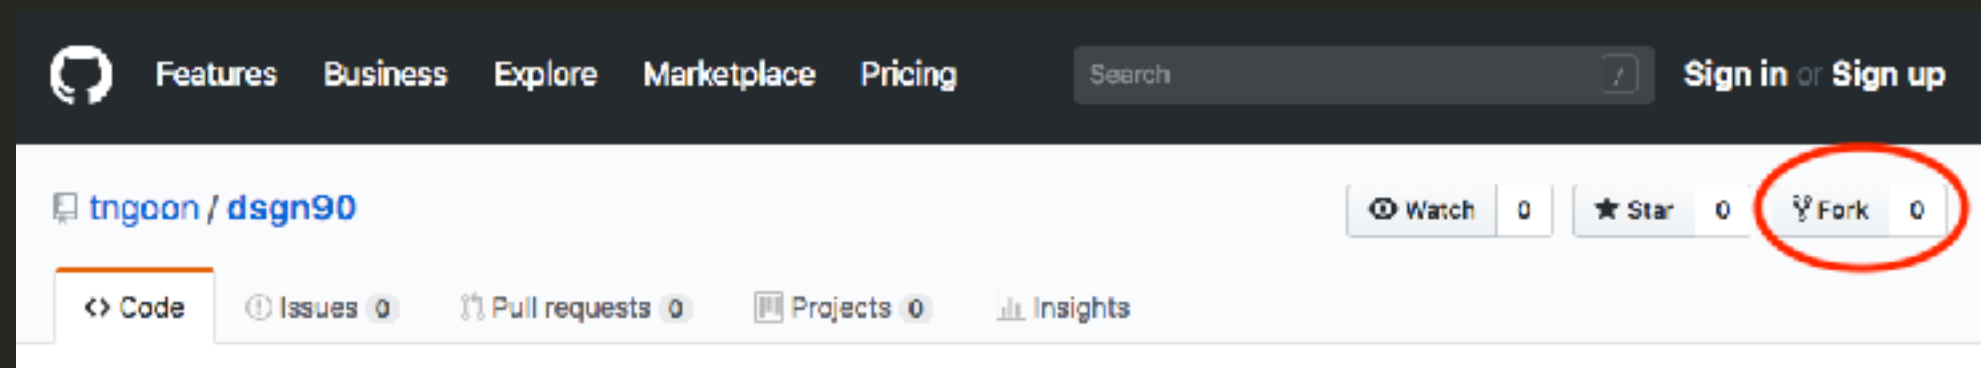 Features Business Explore Marketplace Pricing Search / Sign in or Sign up
tngoon / dsgn90 Watch 0 Star 0 Fork 0
<> Code Issues 0 Pull requests 0 Projects 0 Insights